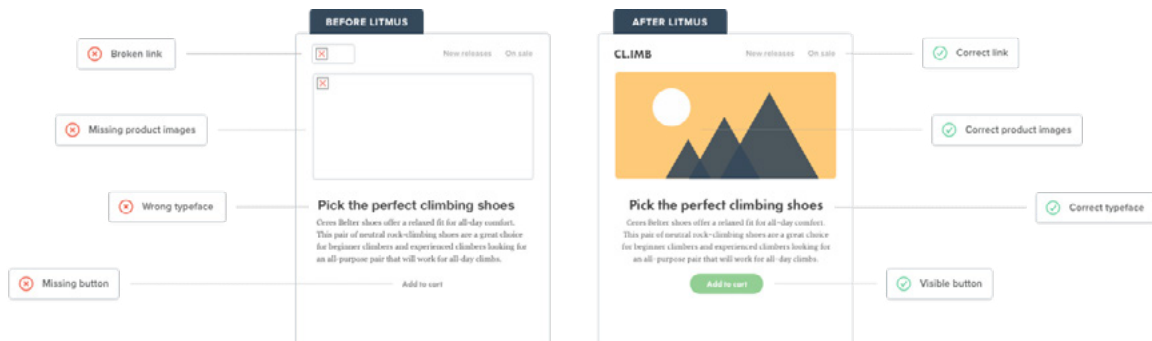 BEFORE LITMUS
Broken link
New releases On sale
Missing product images
Wrong typeface
Pick the perfect climbing shoes
Ceres Belter shoes offer a relaxed fit for all-day comfort.
This pair of neutral rock-climbing shoes are a great choice
for beginner climbers and experienced climbers looking for
an all-purpose pair that will work for all-day climbs.
Missing button
Add to cart
AFTER LITMUS
CL.IMB
New releases On sale
Correct link
Correct product images
Pick the perfect climbing shoes
Correct typeface
Ceres Belter shoes offer a relaxed fit for all-day comfort.
This pair of neutral rock-climbing shoes are a great choice
for beginner climbers and experienced climbers looking for
an all-purpose pair that will work for all-day climbs.
Add to cart
Visible button